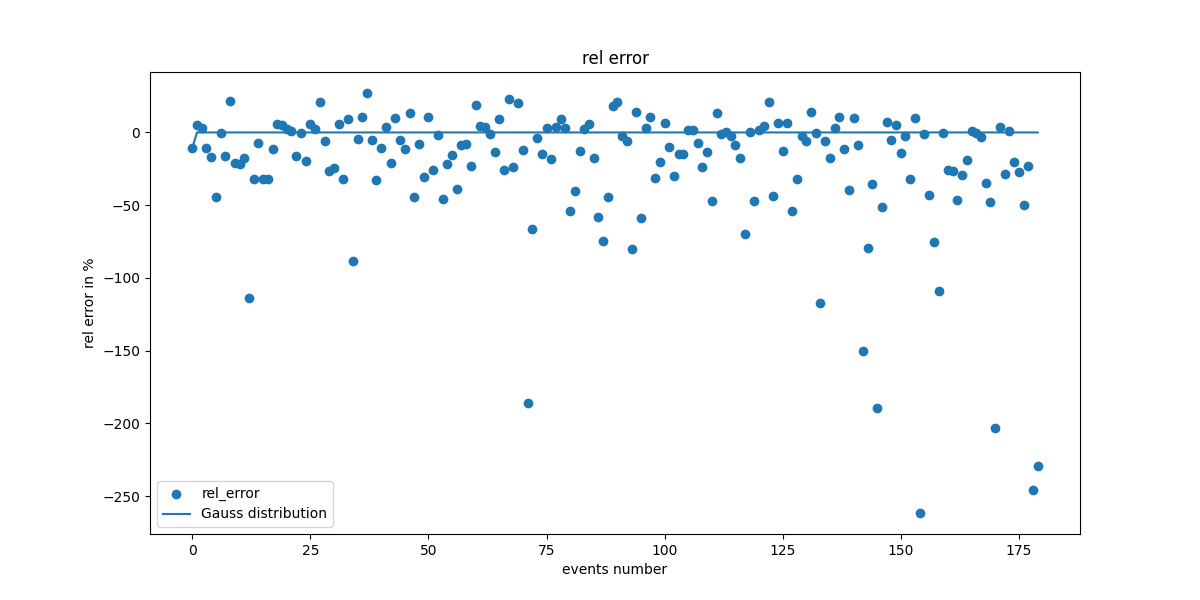 rel error
0
−50
−100
−150
−200
−250
rel error in %
rel_error
Gauss distribution
0
25
50
75
100
125
150
175
events number